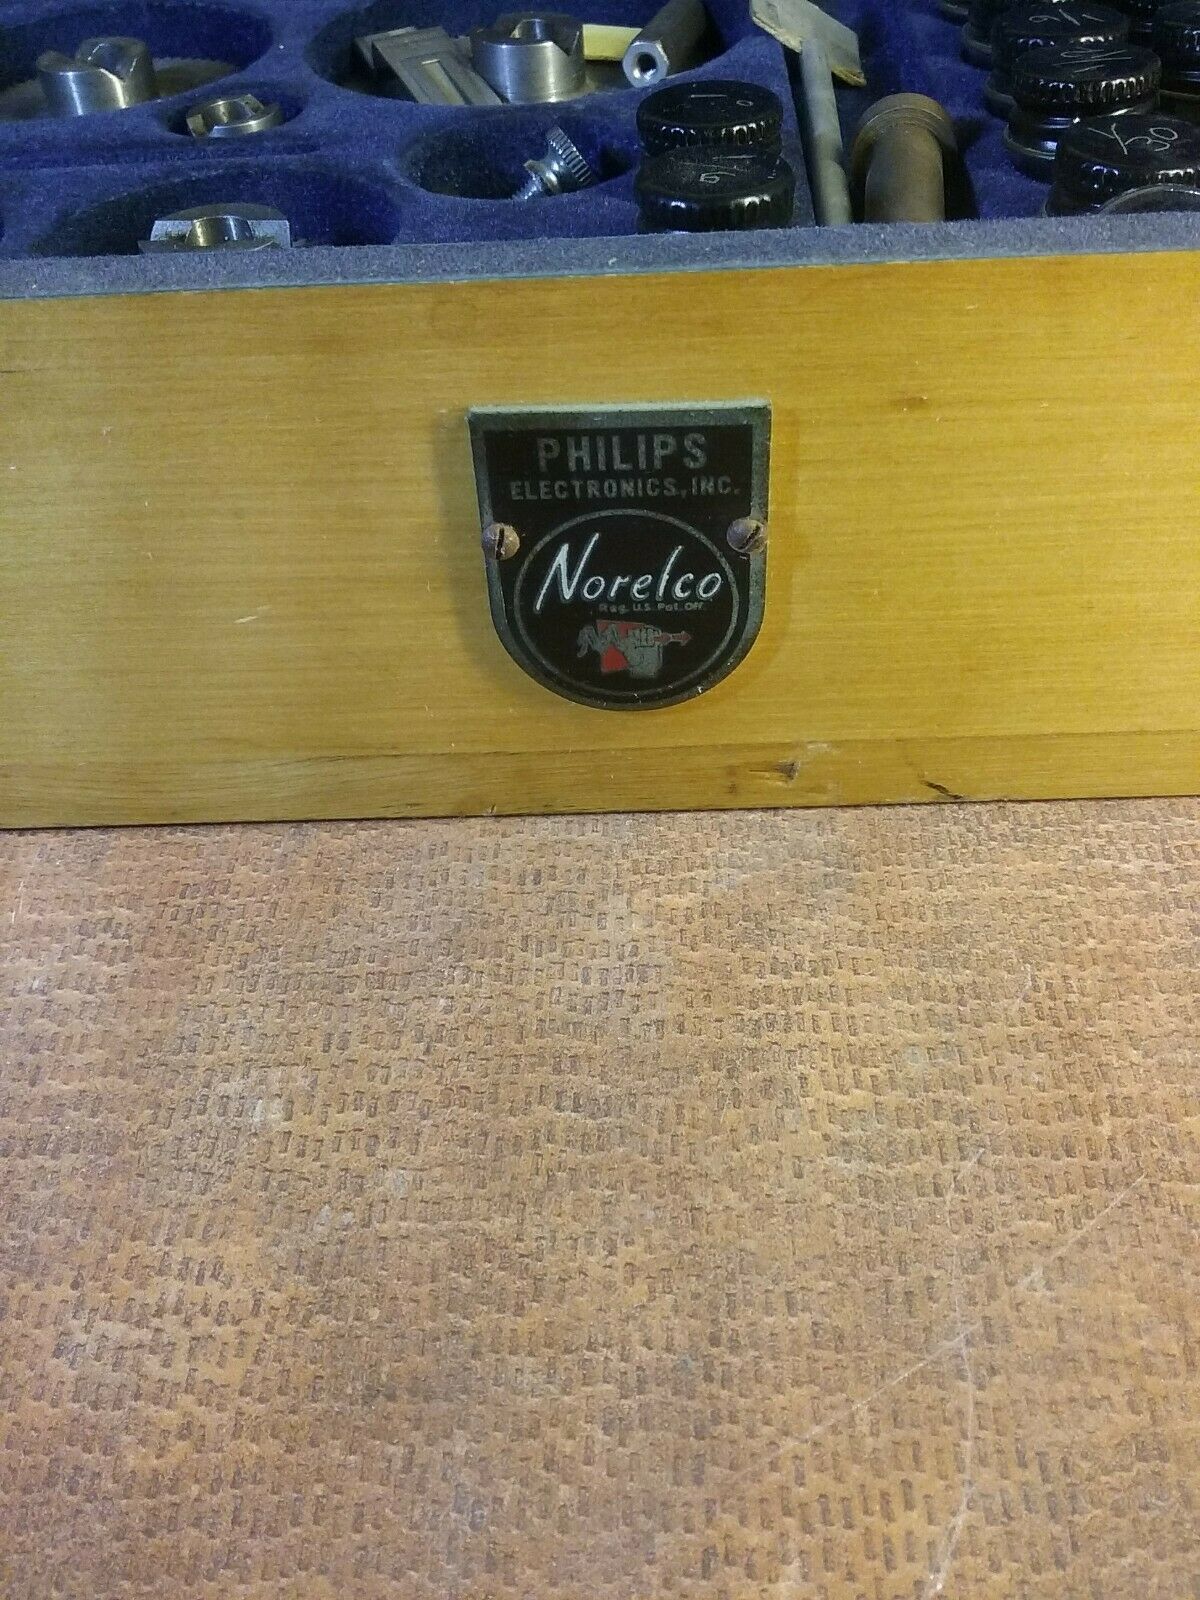 PHILIPS
ELECTRONICS, INC.
Norelco
Reg. U.S. Pat. Off.